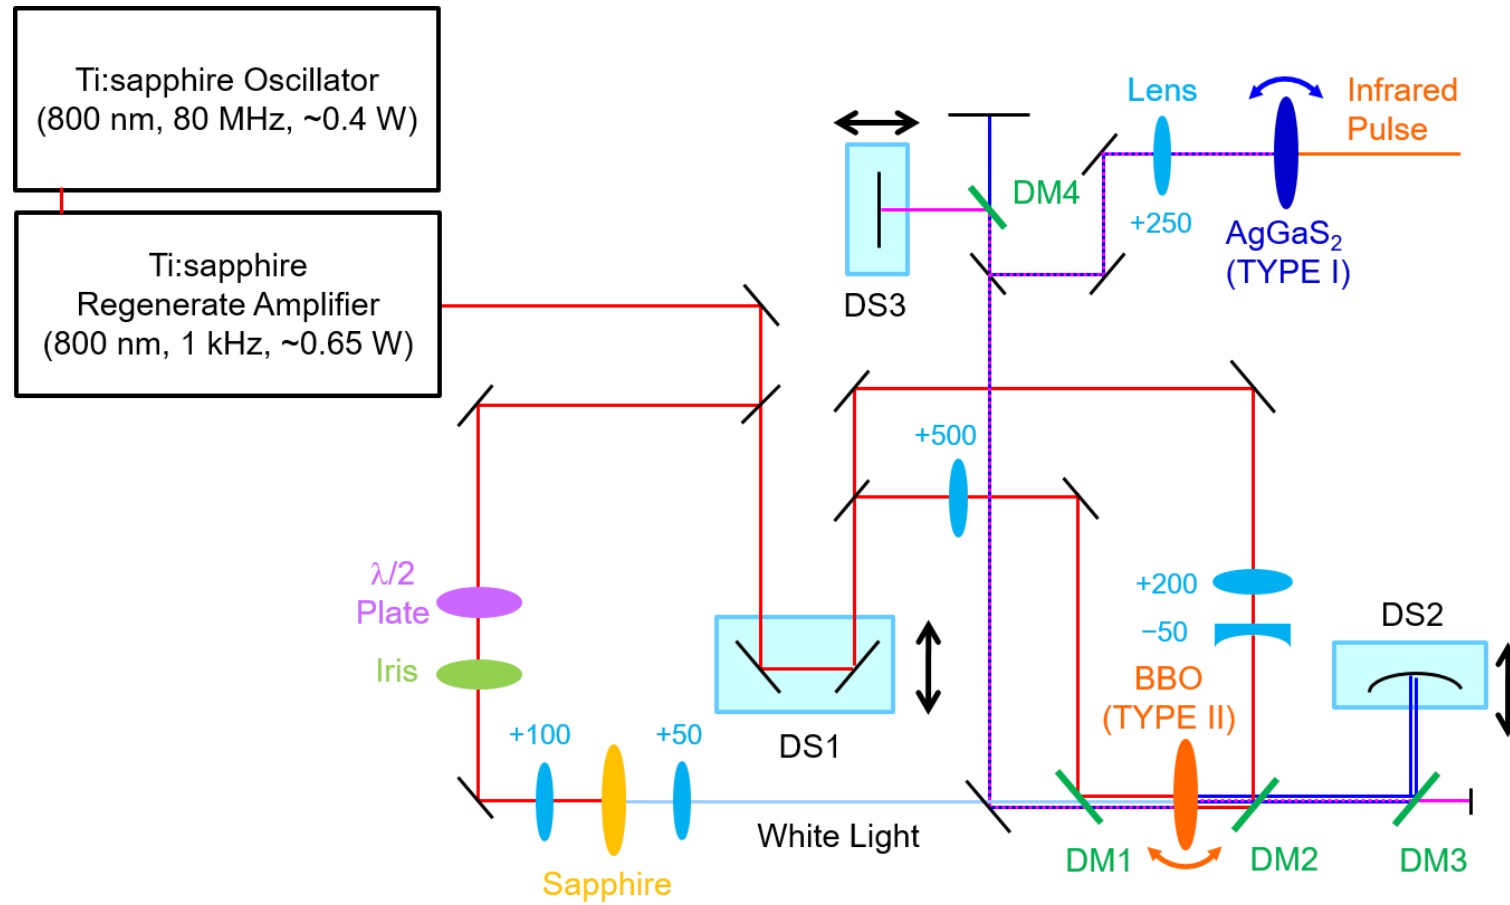 Ti:sapphire Oscillator
(800 nm, 80 MHz, ~0.4 W)
Ti:sapphire
Regenerate Amplifier
(800 nm, 1 kHz, ~0.65 W)
Lens
+250
Infrared
Pulse
AgGaS₂
(TYPE I)
DM4
DS3
+500
λ/2
Plate
Iris
+100
+50
Sapphire
White Light
DS1
+200
−50
BBO
(TYPE II)
DS2
DM1
DM2
DM3